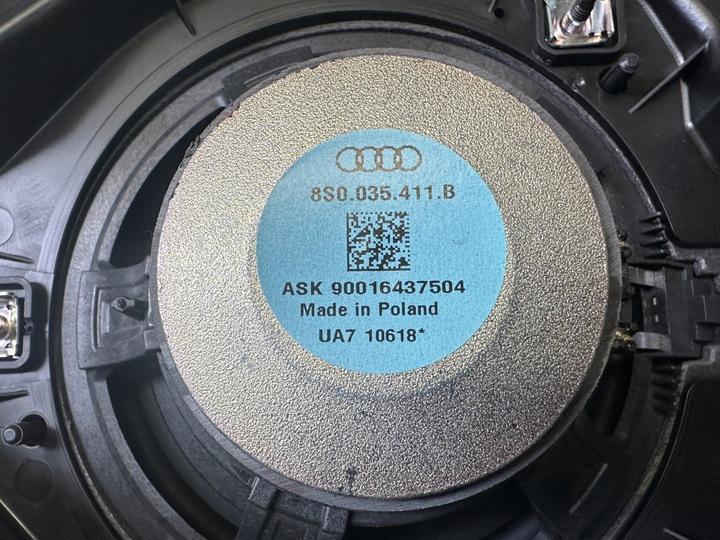 8S0.035.411.B
ASK 90016437504
Made in Poland
UA7 10618*